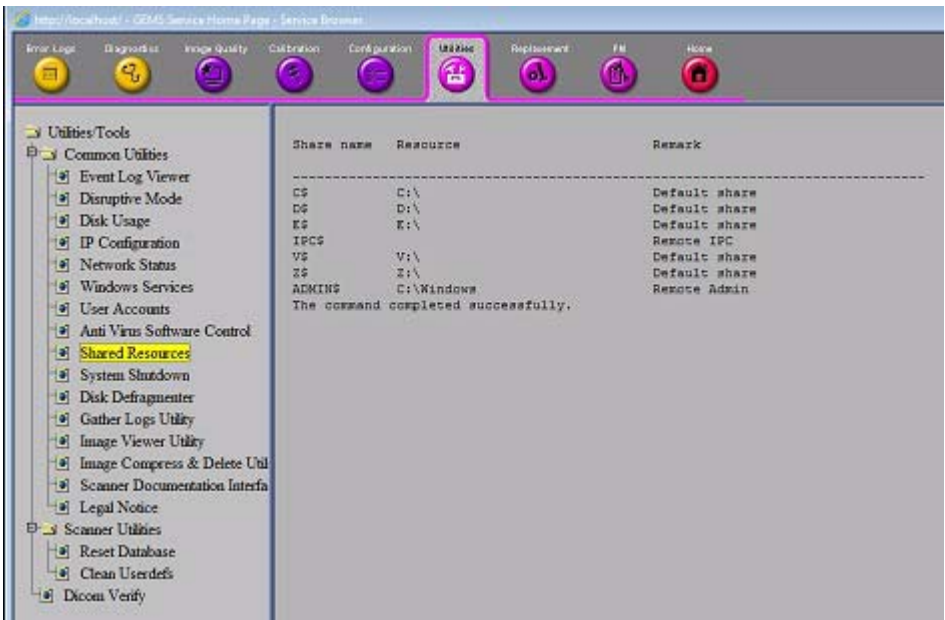 http://localhost/ - GEMS Service Home Page - Service Browser
Error Logs Diagnostics Image Quality Calibration Configuration Utilities Replacement PM Home
Utilities/Tools
Common Utilities
Event Log Viewer
Disruptive Mode
Disk Usage
IP Configuration
Network Status
Windows Services
User Accounts
Anti Virus Software Control
Shared Resources
System Shutdown
Disk Defragmenter
Gather Logs Utility
Image Viewer Utility
Image Compress & Delete Util
Scanner Documentation Interfa
Legal Notice
Scanner Utilities
Reset Database
Clean Userdefs
Dicom Verify
Share name Resource Remark
-------------------------------------------------------------------------------
C$ C:\ Default share
D$ D:\ Default share
E$ E:\ Default share
IPC$ Remote IPC
V$ V:\ Default share
Z$ Z:\ Default share
ADMIN$ C:\Windows Remote Admin
The command completed successfully.